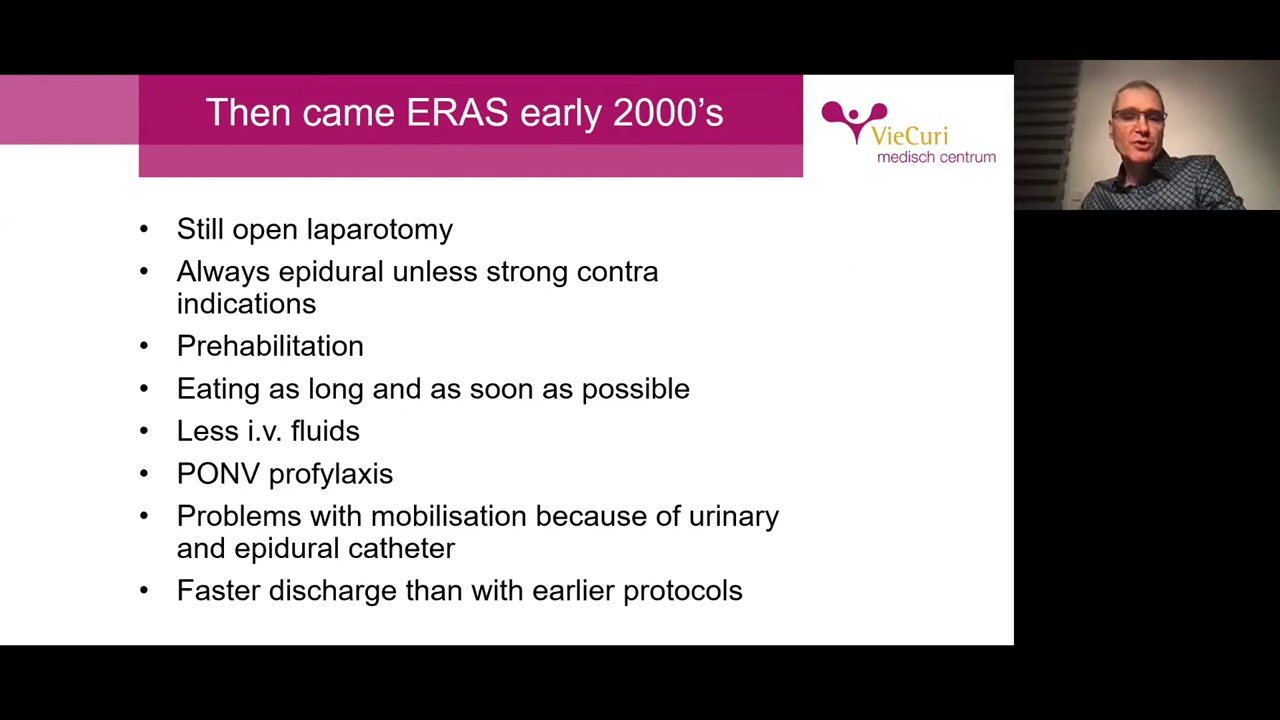 Then came ERAS early 2000's
VieCuri
medisch centrum
• Still open laparotomy
• Always epidural unless strong contra
indications
• Prehabilitation
• Eating as long and as soon as possible
• Less i.v. fluids
• PONV profylaxis
• Problems with mobilisation because of urinary
and epidural catheter
• Faster discharge than with earlier protocols